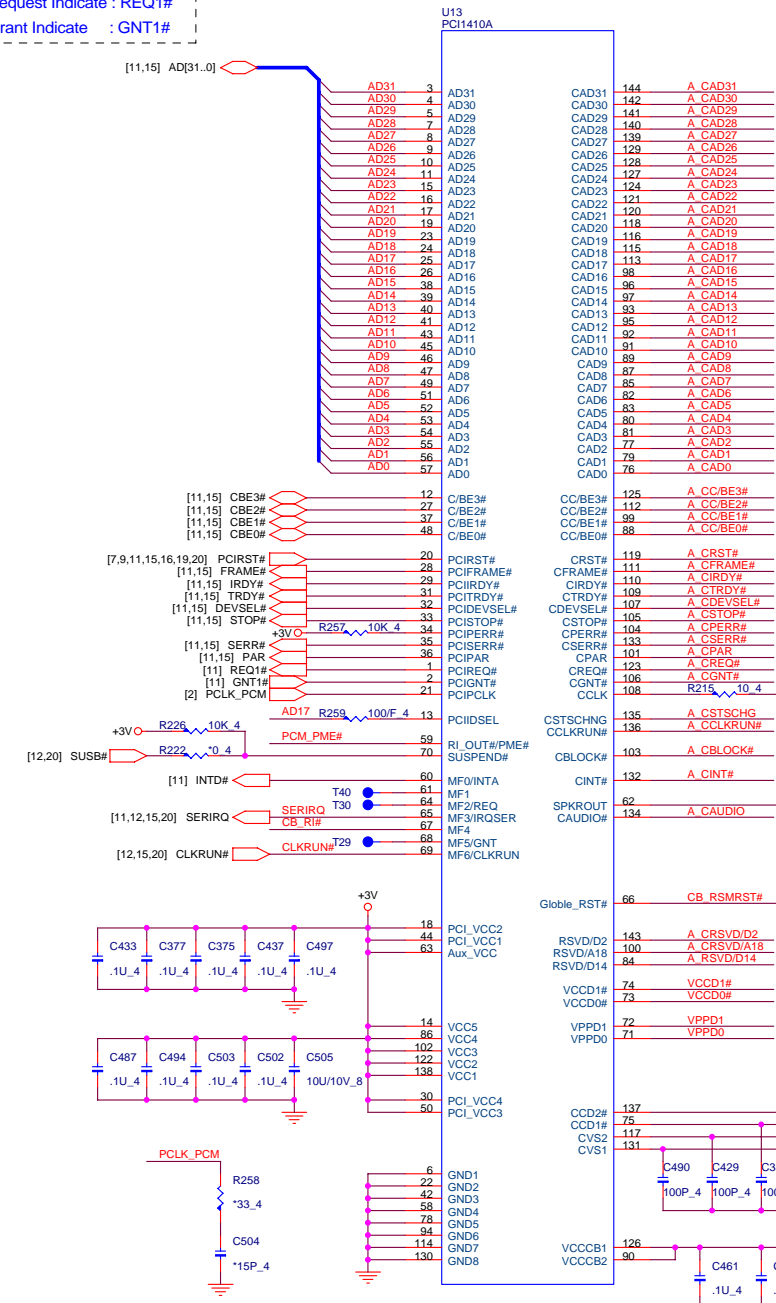 equest Indicate : REQ1#
rant Indicate : GNT1#
U13
PCI1410A
[11,15] AD[31..0]
AD31 3 AD31 CAD31 144 A_CAD31
AD30 4 AD30 CAD30 142 A_CAD30
AD29 5 AD29 CAD29 141 A_CAD29
AD28 7 AD28 CAD28 140 A_CAD28
AD27 8 AD27 CAD27 139 A_CAD27
AD26 9 AD26 CAD26 129 A_CAD26
AD25 10 AD25 CAD25 128 A_CAD25
AD24 11 AD24 CAD24 127 A_CAD24
AD23 15 AD23 CAD23 124 A_CAD23
AD22 16 AD22 CAD22 121 A_CAD22
AD21 17 AD21 CAD21 120 A_CAD21
AD20 19 AD20 CAD20 118 A_CAD20
AD19 23 AD19 CAD19 116 A_CAD19
AD18 24 AD18 CAD18 115 A_CAD18
AD17 25 AD17 CAD17 113 A_CAD17
AD16 26 AD16 CAD16 98 A_CAD16
AD15 38 AD15 CAD15 96 A_CAD15
AD14 39 AD14 CAD14 97 A_CAD14
AD13 40 AD13 CAD13 93 A_CAD13
AD12 41 AD12 CAD12 95 A_CAD12
AD11 43 AD11 CAD11 92 A_CAD11
AD10 45 AD10 CAD10 91 A_CAD10
AD9 46 AD9 CAD9 89 A_CAD9
AD8 47 AD8 CAD8 87 A_CAD8
AD7 49 AD7 CAD7 85 A_CAD7
AD6 51 AD6 CAD6 82 A_CAD6
AD5 52 AD5 CAD5 83 A_CAD5
AD4 53 AD4 CAD4 80 A_CAD4
AD3 54 AD3 CAD3 81 A_CAD3
AD2 55 AD2 CAD2 77 A_CAD2
AD1 56 AD1 CAD1 79 A_CAD1
AD0 57 AD0 CAD0 76 A_CAD0
[11,15] CBE3# 12 C/BE3# CC/BE3# 125 A_CC/BE3#
[11,15] CBE2# 27 C/BE2# CC/BE2# 112 A_CC/BE2#
[11,15] CBE1# 37 C/BE1# CC/BE1# 99 A_CC/BE1#
[11,15] CBE0# 48 C/BE0# CC/BE0# 88 A_CC/BE0#
[7,9,11,15,16,19,20] PCIRST# 20 PCIRST# CRST# 119 A_CRST#
[11,15] FRAME# 28 PCIFRAME# CFRAME# 111 A_CFRAME#
[11,15] IRDY# 29 PCIIRDY# CIRDY# 110 A_CIRDY#
[11,15] TRDY# 31 PCITRDY# CTRDY# 109 A_CTRDY#
[11,15] DEVSEL# 32 PCIDEVSEL# CDEVSEL# 107 A_CDEVSEL#
[11,15] STOP# 33 PCISTOP# CSTOP# 105 A_CSTOP#
+3V R257 10K_4 34 PCIPERR# CPERR# 104 A_CPERR#
[11,15] SERR# 35 PCISERR# CSERR# 133 A_CSERR#
[11,15] PAR 36 PCIPAR CPAR 101 A_CPAR
[11] REQ1# 1 PCIREQ# CREQ# 123 A_CREQ#
[11] GNT1# 2 PCIGNT# CGNT# 106 A_CGNT#
[2] PCLK_PCM 21 PCIPCLK CCLK 108 R215 10_4
AD17 R259 100/F_4 13 PCIIDSEL CSTSCHNG 135 A_CSTSCHG
CCLKRUN# 136 A_CCLKRUN#
+3V R226 10K_4 PCM_PME# 59 RI_OUT#/PME#
[12,20] SUSB# R222 *0_4 70 SUSPEND# CBLOCK# 103 A_CBLOCK#
[11] INTD# 60 MF0/INTA CINT# 132 A_CINT#
T40 61 MF1
T30 64 MF2/REQ SPKROUT 62
[11,12,15,20] SERIRQ SERIRQ 65 MF3/IRQSER CAUDIO# 134 A_CAUDIO
CB_RI# 67 MF4
T29 68 MF5/GNT
[12,15,20] CLKRUN# CLKRUN# 69 MF6/CLKRUN
+3V
Globle_RST# 66 CB_RSMRST#
18 PCI_VCC2
44 PCI_VCC1 RSVD/D2 143 A_CRSVD/D2
63 Aux_VCC RSVD/A18 100 A_CRSVD/A18
RSVD/D14 84 A_RSVD/D14
C433 C377 C375 C437 C497
.1U_4 .1U_4 .1U_4 .1U_4 .1U_4
VCCD1# 74 VCCD1#
VCCD0# 73 VCCD0#
14 VCC5 VPPD1 72 VPPD1
86 VCC4 VPPD0 71 VPPD0
102 VCC3
122 VCC2
138 VCC1
C487 C494 C503 C502 C505
.1U_4 .1U_4 .1U_4 .1U_4 10U/10V_8
30 PCI_VCC4
50 PCI_VCC3
CCD2# 137
CCD1# 75
CVS2 117
CVS1 131
PCLK_PCM
R258
*33_4
C504
*15P_4
C490 C429 C3
100P_4 100P_4 100
6 GND1
22 GND2
42 GND3
58 GND4
78 GND5
94 GND6
114 GND7 VCCCB1 126
130 GND8 VCCCB2 90
C461 C
.1U_4 .